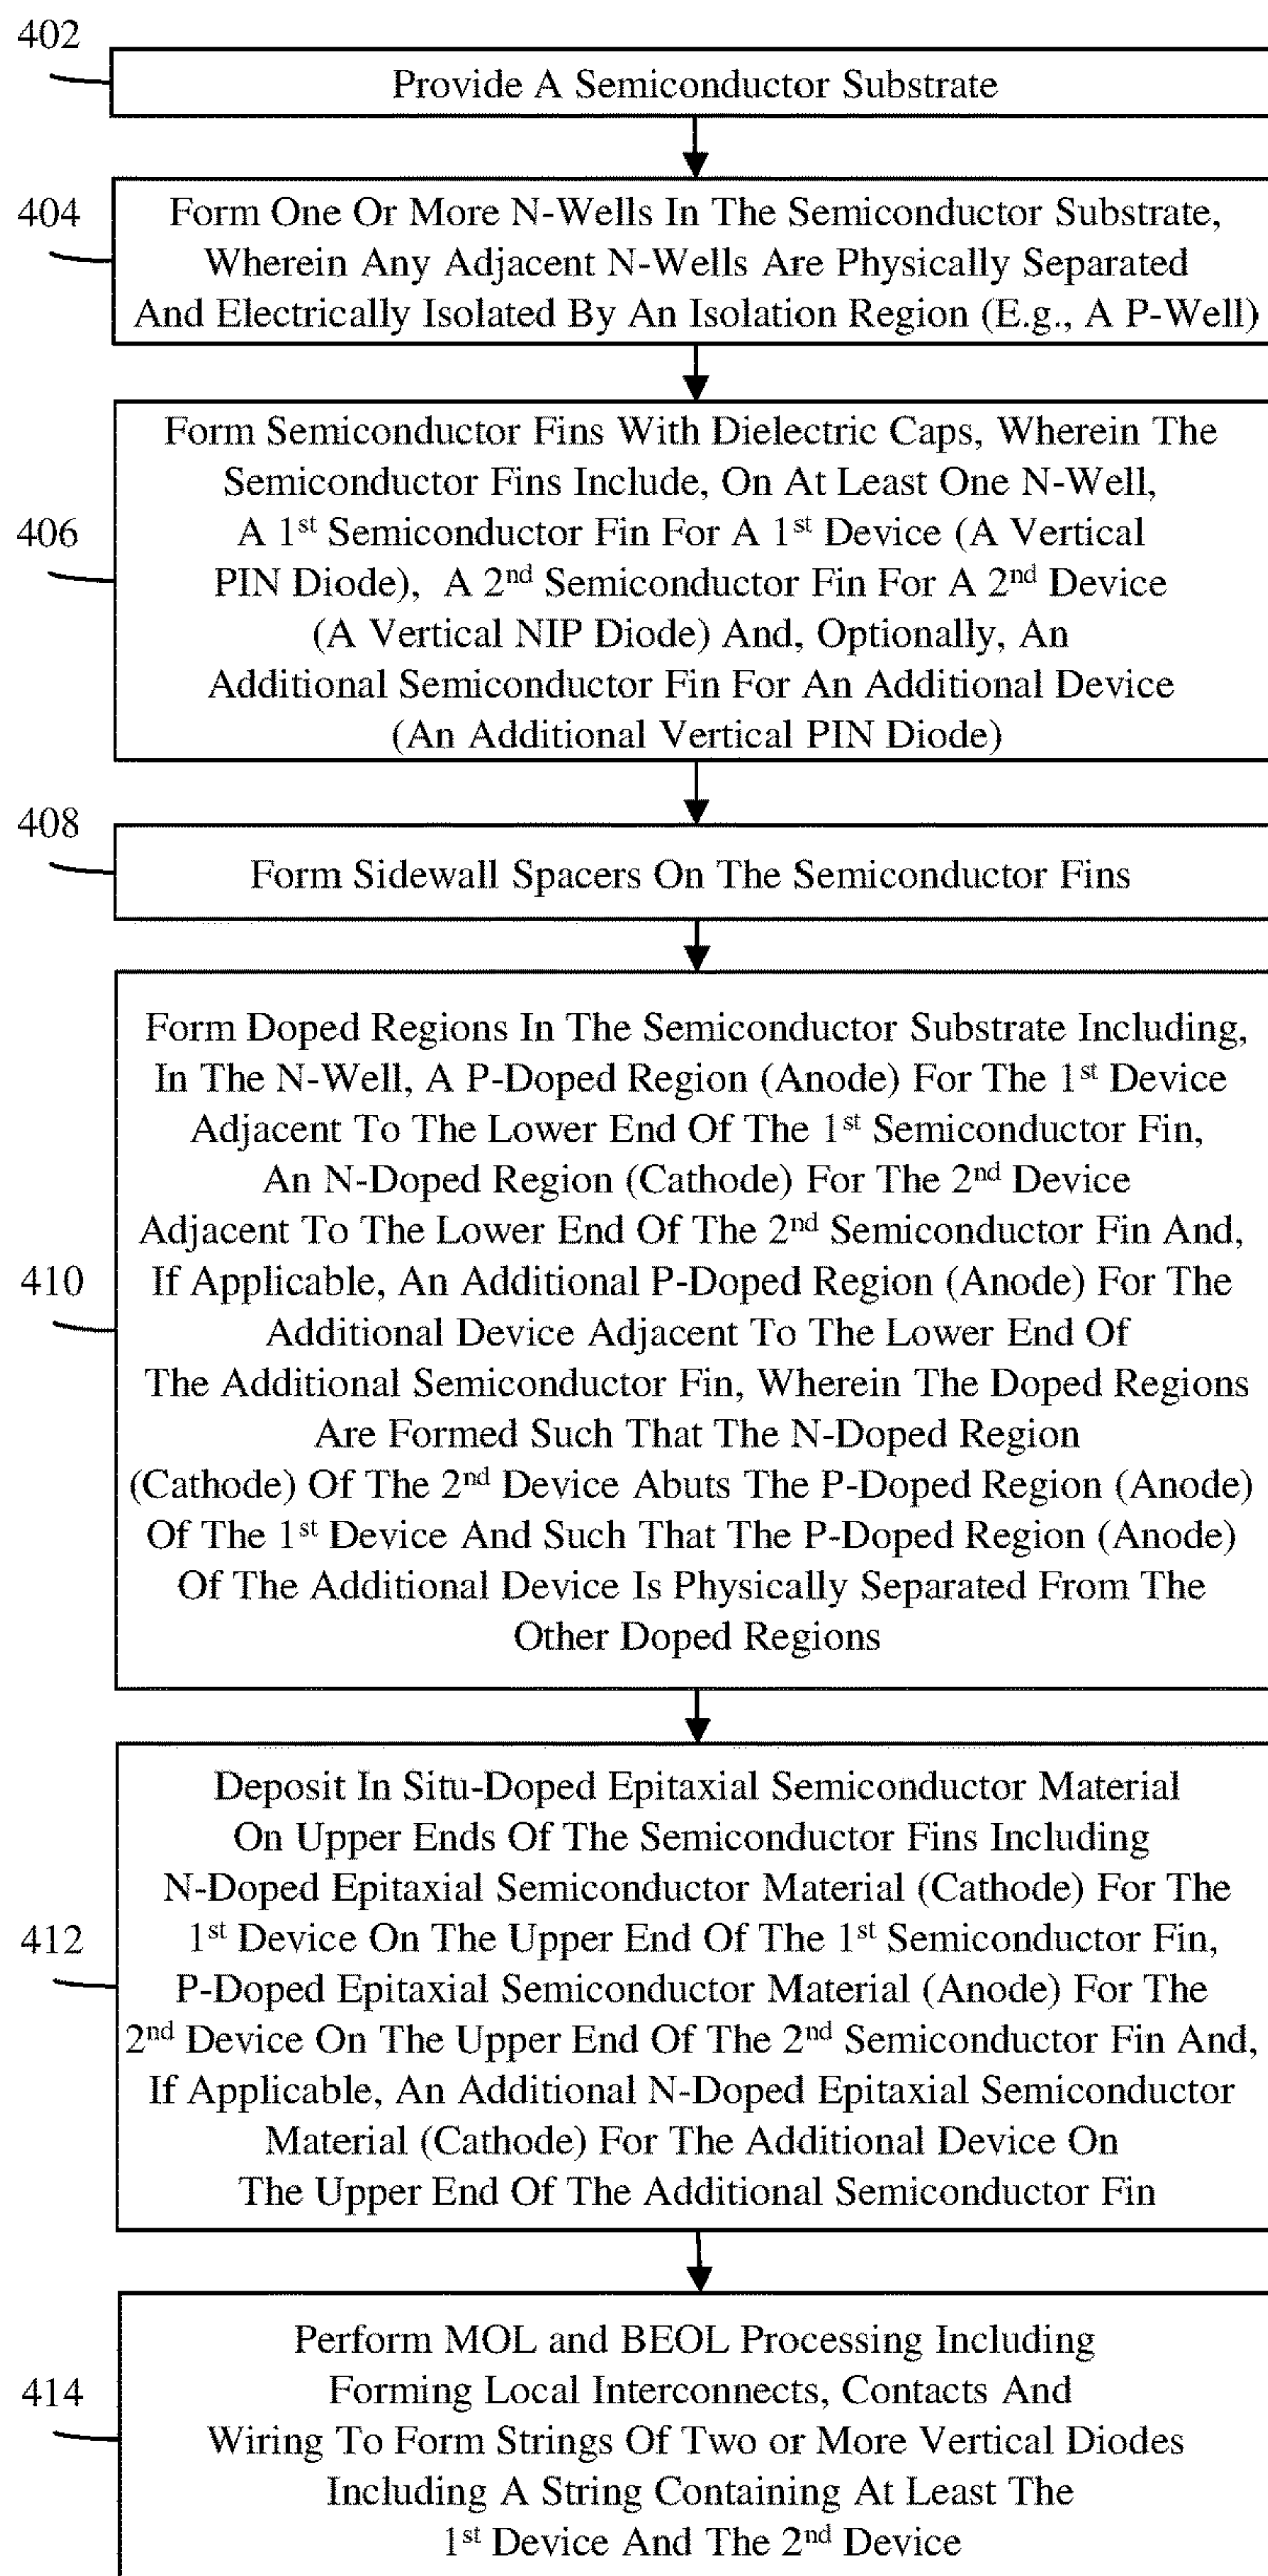 402
Provide A Semiconductor Substrate
404
Form One Or More N-Wells In The Semiconductor Substrate,
Wherein Any Adjacent N-Wells Are Physically Separated
And Electrically Isolated By An Isolation Region (E.g., A P-Well)
406
Form Semiconductor Fins With Dielectric Caps, Wherein The
Semiconductor Fins Include, On At Least One N-Well,
A 1st Semiconductor Fin For A 1st Device (A Vertical
PIN Diode), A 2nd Semiconductor Fin For A 2nd Device
(A Vertical NIP Diode) And, Optionally, An
Additional Semiconductor Fin For An Additional Device
(An Additional Vertical PIN Diode)
408
Form Sidewall Spacers On The Semiconductor Fins
410
Form Doped Regions In The Semiconductor Substrate Including,
In The N-Well, A P-Doped Region (Anode) For The 1st Device
Adjacent To The Lower End Of The 1st Semiconductor Fin,
An N-Doped Region (Cathode) For The 2nd Device
Adjacent To The Lower End Of The 2nd Semiconductor Fin And,
If Applicable, An Additional P-Doped Region (Anode) For The
Additional Device Adjacent To The Lower End Of
The Additional Semiconductor Fin, Wherein The Doped Regions
Are Formed Such That The N-Doped Region
(Cathode) Of The 2nd Device Abuts The P-Doped Region (Anode)
Of The 1st Device And Such That The P-Doped Region (Anode)
Of The Additional Device Is Physically Separated From The
Other Doped Regions
412
Deposit In Situ-Doped Epitaxial Semiconductor Material
On Upper Ends Of The Semiconductor Fins Including
N-Doped Epitaxial Semiconductor Material (Cathode) For The
1st Device On The Upper End Of The 1st Semiconductor Fin,
P-Doped Epitaxial Semiconductor Material (Anode) For The
2nd Device On The Upper End Of The 2nd Semiconductor Fin And,
If Applicable, An Additional N-Doped Epitaxial Semiconductor
Material (Cathode) For The Additional Device On
The Upper End Of The Additional Semiconductor Fin
414
Perform MOL and BEOL Processing Including
Forming Local Interconnects, Contacts And
Wiring To Form Strings Of Two or More Vertical Diodes
Including A String Containing At Least The
1st Device And The 2nd Device